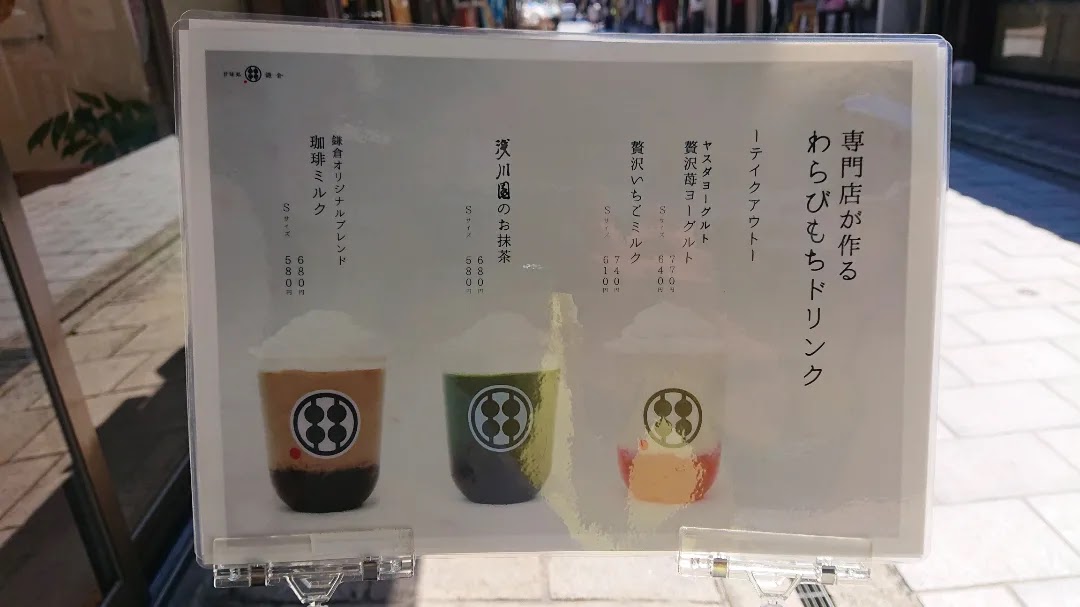 専門店が作る
わらびもちドリンク
ーテイクアウトー
ヤスダヨーグルト
贅沢苺ヨーグルト
770円
Sサイズ 640円
贅沢いちごミルク
740円
Sサイズ 610円
浅川園のお抹茶
680円
Sサイズ 580円
鎌倉オリジナルブレンド
珈琲ミルク
680円
Sサイズ 580円
甘味処 鎌倉